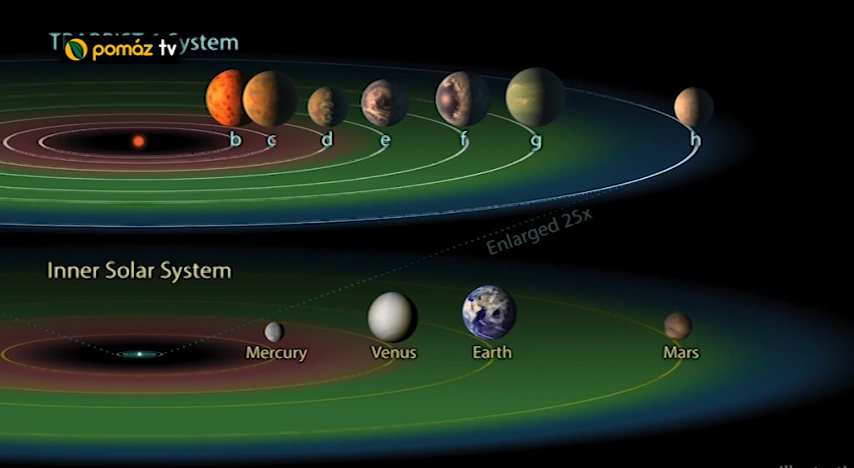 pomáz tv
System
b c d e f g h
Enlarged 25x
Inner Solar System
Mercury Venus Earth Mars